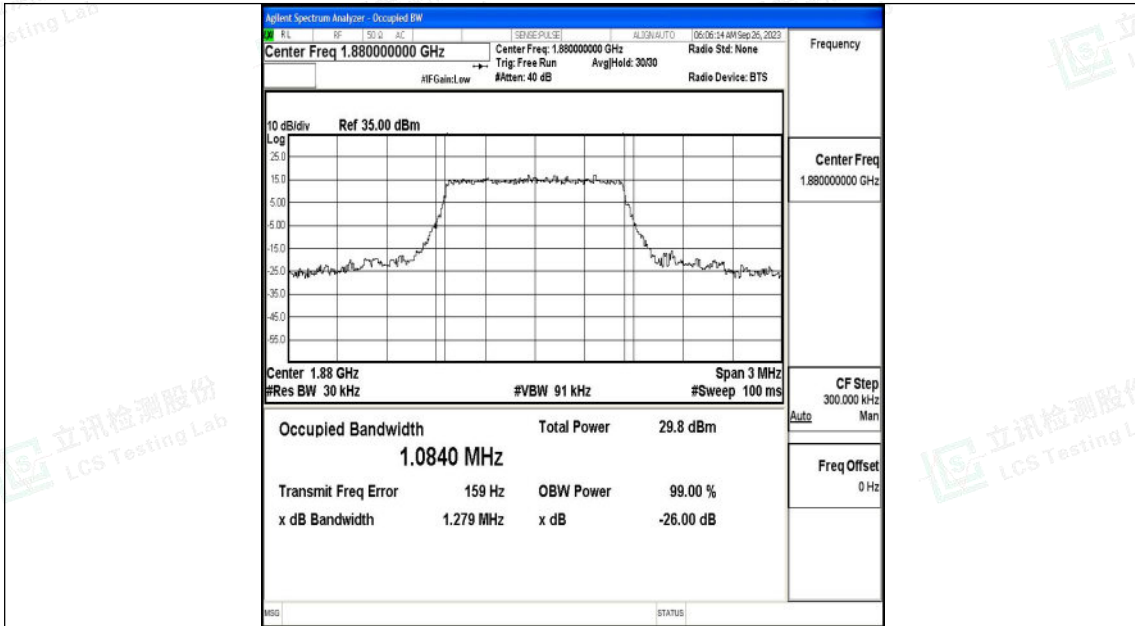 Agilent Spectrum Analyzer - Occupied BW
RL RF 50 Ω AC SENSE:PULSE ALIGNAUTO 06:06:14 AM Sep 26, 2023
Center Freq 1.880000000 GHz
Center Freq: 1.880000000 GHz
Radio Std: None
Trig: Free Run Avg|Hold: 30/30
#IFGain:Low
#Atten: 40 dB
Radio Device: BTS
Frequency
10 dB/div Ref 35.00 dBm
Log
25.0
15.0
5.00
-5.00
-15.0
-25.0
-35.0
-45.0
-55.0
Center 1.88 GHz Span 3 MHz
#Res BW 30 kHz #VBW 91 kHz #Sweep 100 ms
Center Freq
1.880000000 GHz
CF Step
300.000 kHz
Auto Man
Freq Offset
0 Hz
Occupied Bandwidth Total Power 29.8 dBm
1.0840 MHz
Transmit Freq Error 159 Hz OBW Power 99.00 %
x dB Bandwidth 1.279 MHz x dB -26.00 dB
MSG STATUS
sting Lab
立讯检测股份
LCS Testing Lab
立讯检测股份
LCS Testing L